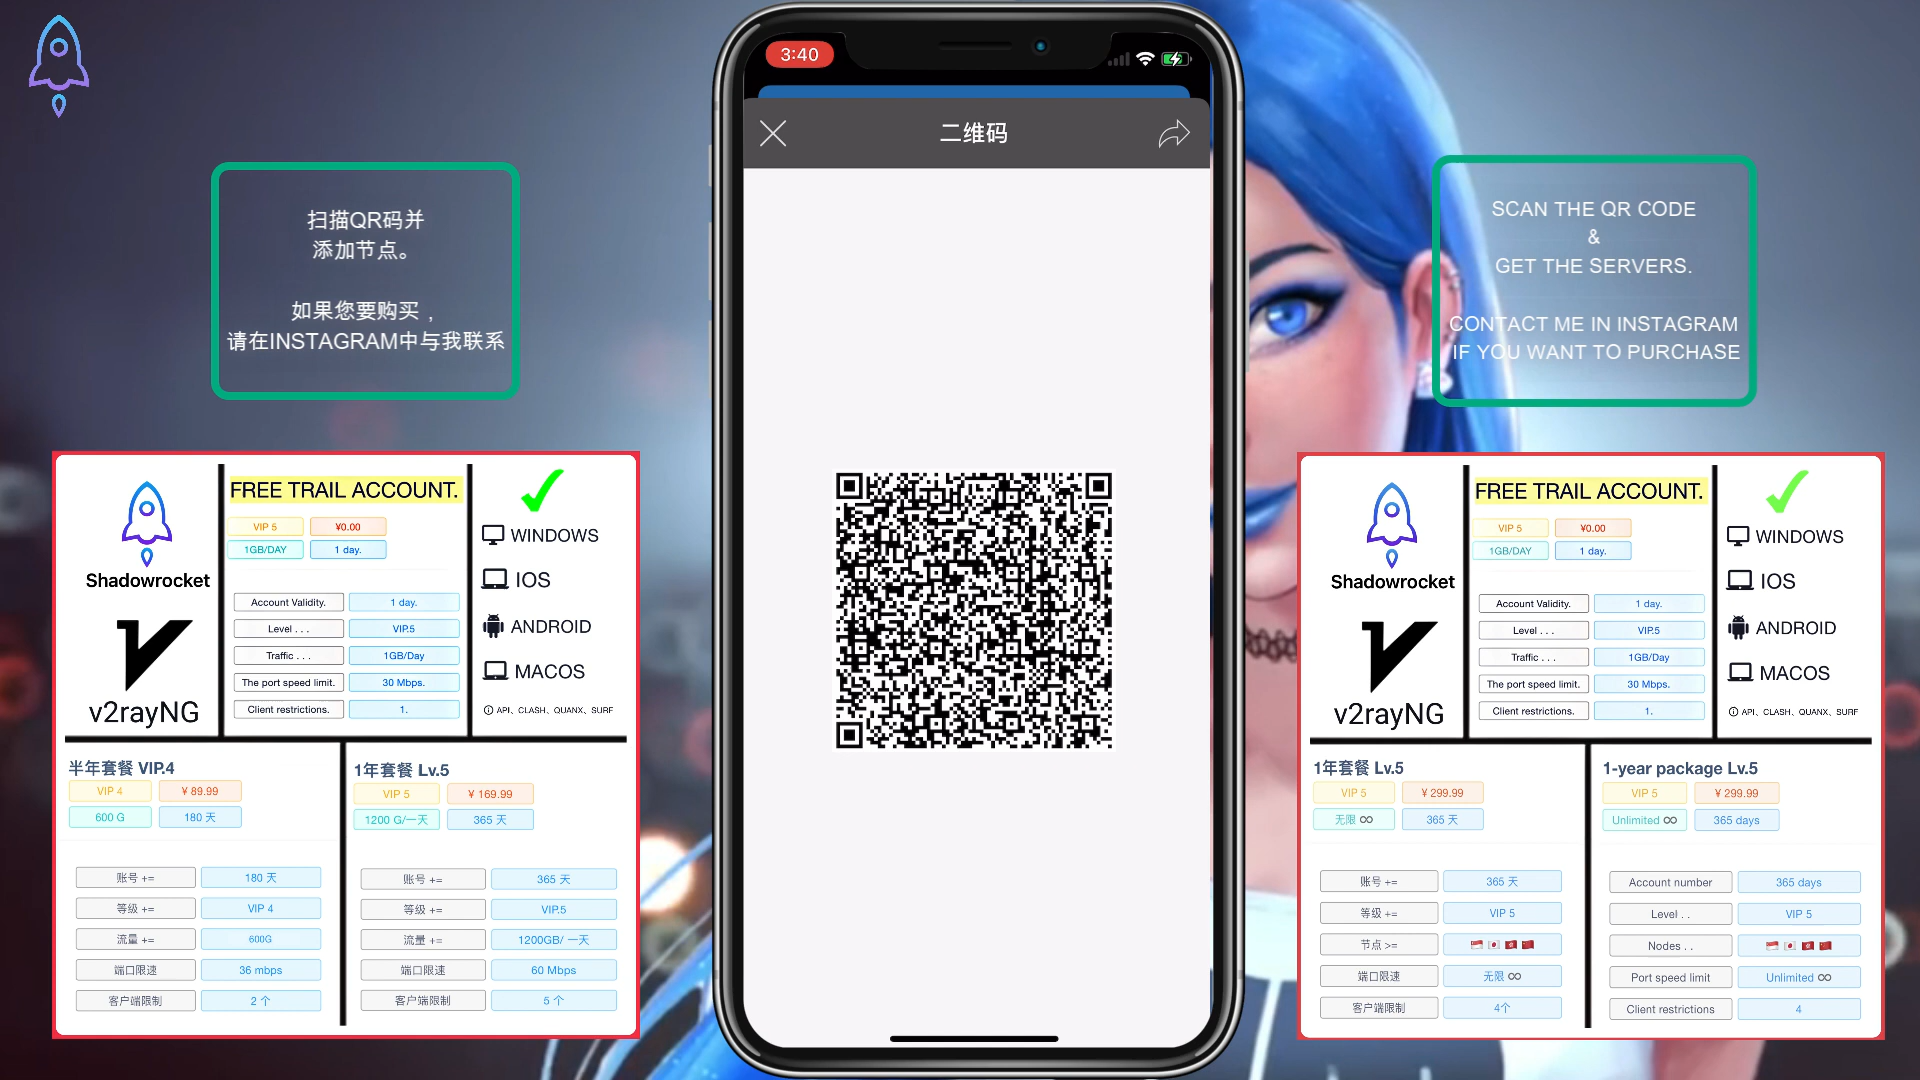 3:40
二维码
扫描QR码并
添加节点。
如果您要购买，
请在INSTAGRAM中与我联系
SCAN THE QR CODE
&
GET THE SERVERS.
CONTACT ME IN INSTAGRAM
IF YOU WANT TO PURCHASE
Shadowrocket
v2rayNG
FREE TRAIL ACCOUNT.
VIP 5 ¥0.00
1GB/DAY 1 day.
Account Validity. 1 day.
Level . . . VIP.5
Traffic . . . 1GB/Day
The port speed limit. 30 Mbps.
Client restrictions. 1.
WINDOWS
IOS
ANDROID
MACOS
API、CLASH、QUANX、SURF
半年套餐 VIP.4
VIP 4 ¥ 89.99
600 G 180 天
账号 += 180 天
等级 += VIP 4
流量 += 600G
端口限速 36 mbps
客户端限制 2 个
1年套餐 Lv.5
VIP 5 ¥ 169.99
1200 G/一天 365 天
账号 += 365 天
等级 += VIP.5
流量 += 1200GB/ 一天
端口限速 60 Mbps
客户端限制 5 个
Shadowrocket
v2rayNG
FREE TRAIL ACCOUNT.
VIP 5 ¥0.00
1GB/DAY 1 day.
Account Validity. 1 day.
Level . . . VIP.5
Traffic . . . 1GB/Day
The port speed limit. 30 Mbps.
Client restrictions. 1.
WINDOWS
IOS
ANDROID
MACOS
API、CLASH、QUANX、SURF
1年套餐 Lv.5
VIP 5 ¥ 299.99
无限 ∞ 365 天
账号 += 365 天
等级 += VIP 5
节点 >=
端口限速 无限 ∞
客户端限制 4个
1-year package Lv.5
VIP 5 ¥ 299.99
Unlimited ∞ 365 days
Account number 365 days
Level . . VIP 5
Nodes . .
Port speed limit Unlimited ∞
Client restrictions 4